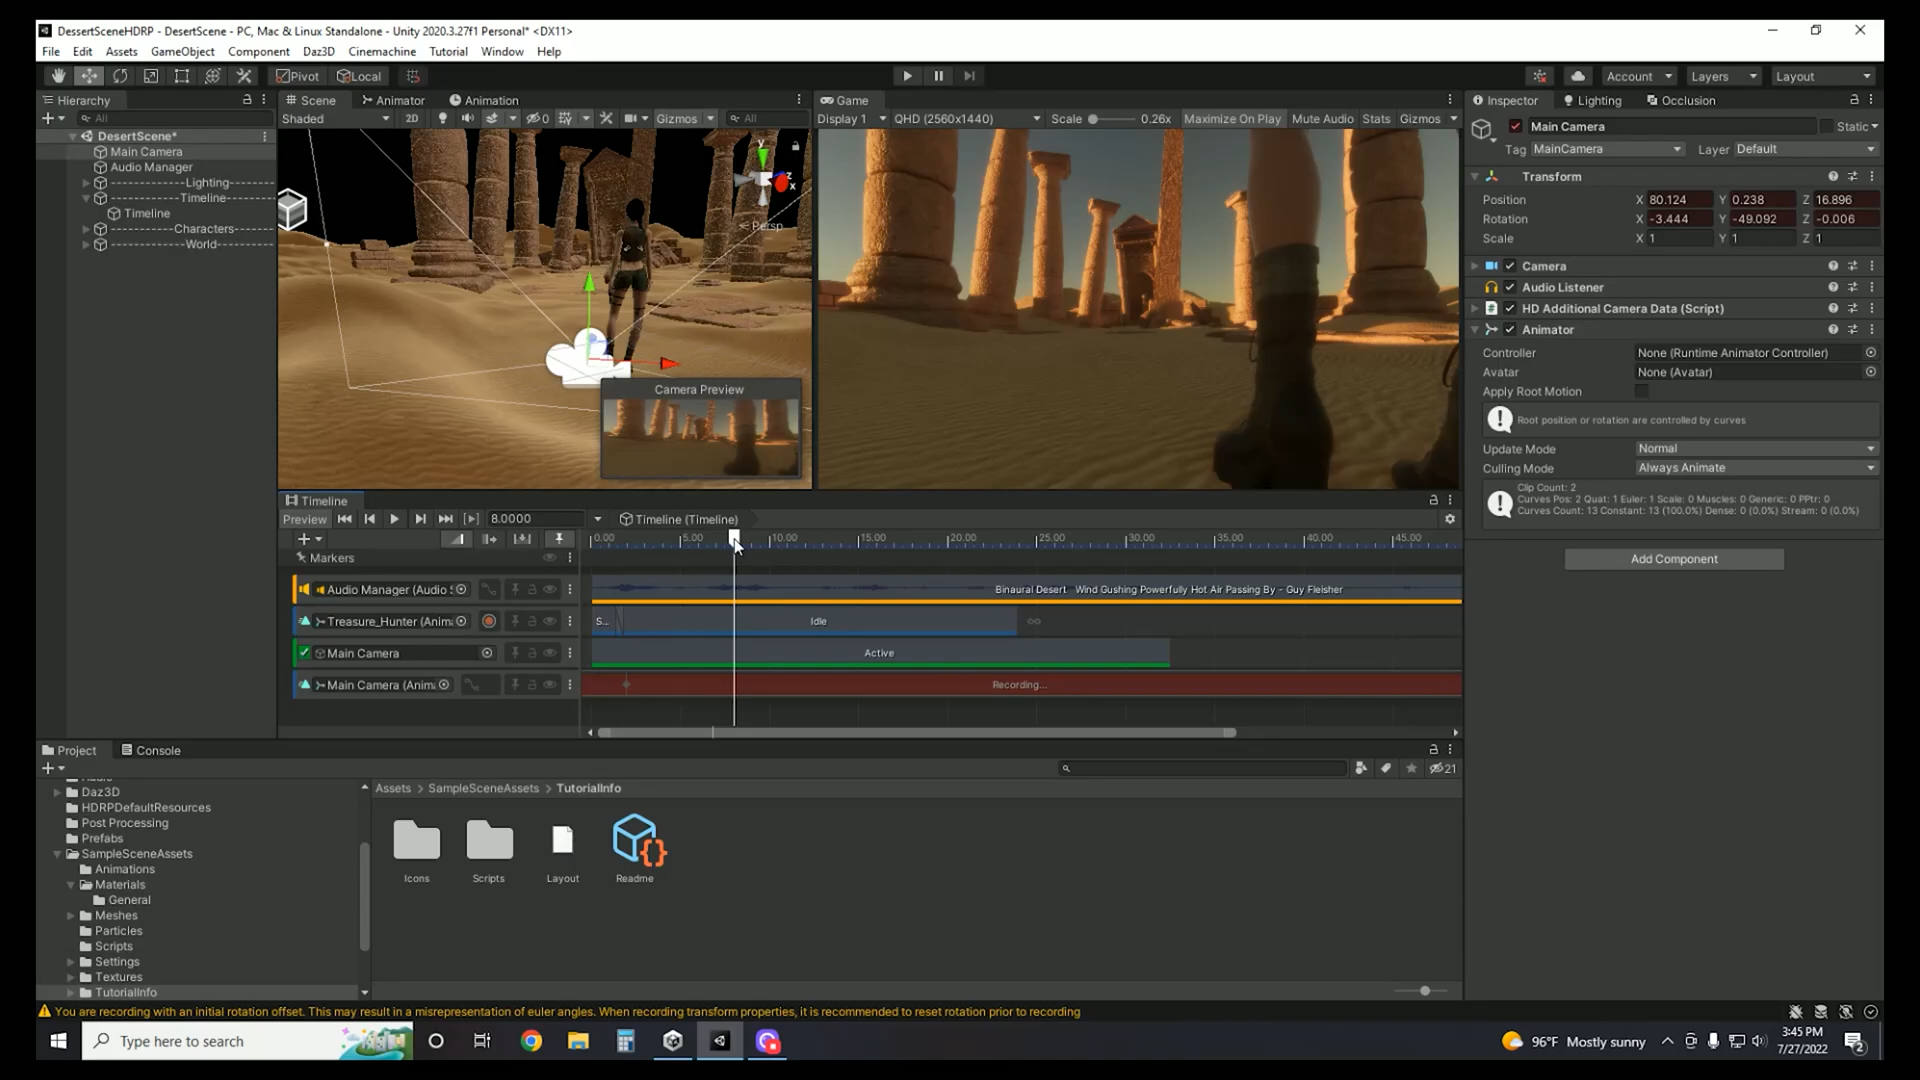 DessertSceneHDRP - DesertScene - PC, Mac & Linux Standalone - Unity 2020.3.27f1 Personal* <DX11>
File Edit Assets GameObject Component Daz3D Cinemachine Tutorial Window Help
Pivot Local Account Layers Layout
Hierarchy Scene Animator Animation Game Inspector Lighting Occlusion
All Shaded 2D 0 Gizmos All Display 1 QHD (2560x1440) Scale 0.26x Maximize On Play Mute Audio Stats Gizmos
DesertScene*
Main Camera
Audio Manager
------------Lighting----
------------Timeline----
Timeline
------------Characters----
------------World----
y
z
x
Persp
Camera Preview
Main Camera Static
Tag MainCamera Layer Default
Transform
Position X 80.124 Y 0.238 Z 16.896
Rotation X -3.444 Y -49.092 Z -0.006
Scale X 1 Y 1 Z 1
Camera
Audio Listener
HD Additional Camera Data (Script)
Animator
Controller None (Runtime Animator Controller)
Avatar None (Avatar)
Apply Root Motion
Root position or rotation are controlled by curves
Update Mode Normal
Culling Mode Always Animate
Clip Count: 2
Curves Pos: 2 Quat: 1 Euler: 1 Scale: 0 Muscles: 0 Generic: 0 PPtr: 0
Curves Count: 13 Constant: 13 (100.0%) Dense: 0 (0.0%) Stream: 0 (0.0%)
Add Component
Timeline
Preview 8.0000 Timeline (Timeline)
0.00 5.00 10.00 15.00 20.00 25.00 30.00 35.00 40.00 45.00
Markers
Audio Manager (Audio S Binaural Desert Wind Gushing Powerfully Hot Air Passing By - Guy Fleisher
Treasure_Hunter (Anim S... Idle
Main Camera Active
Main Camera (Anim Recording...
Project Console
21
Daz3D
HDRPDefaultResources
Post Processing
Prefabs
SampleSceneAssets
Animations
Materials
General
Meshes
Particles
Scripts
Settings
Textures
TutorialInfo
Assets > SampleSceneAssets > TutorialInfo
Icons Scripts Layout Readme
You are recording with an initial rotation offset. This may result in a misrepresentation of euler angles. When recording transform properties, it is recommended to reset rotation prior to recording
Type here to search
96°F Mostly sunny
3:45 PM
7/27/2022
2